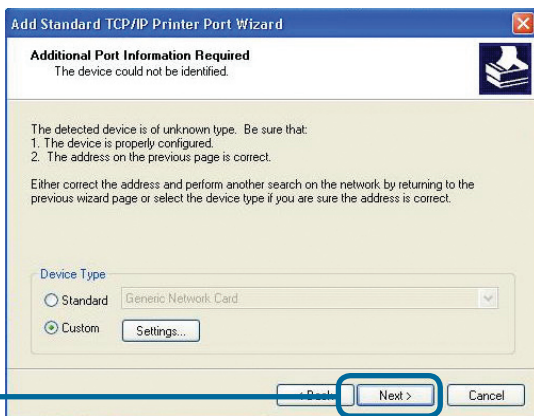 Add Standard TCP/IP Printer Port Wizard
Additional Port Information Required
The device could not be identified.
The detected device is of unknown type. Be sure that:
1. The device is properly configured.
2. The address on the previous page is correct.
Either correct the address and perform another search on the network by returning to the
previous wizard page or select the device type if you are sure the address is correct.
Device Type
Standard
Generic Network Card
Custom
Settings...
< Back
Next >
Cancel